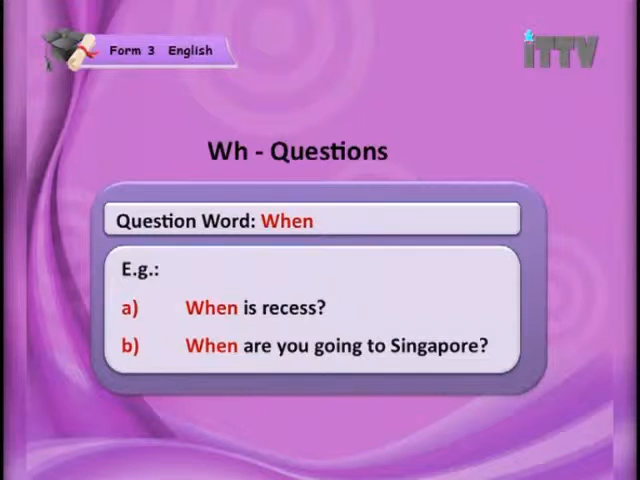 Form 3 English
iTTV
Wh - Questions
Question Word: When
E.g.:
a) When is recess?
b) When are you going to Singapore?